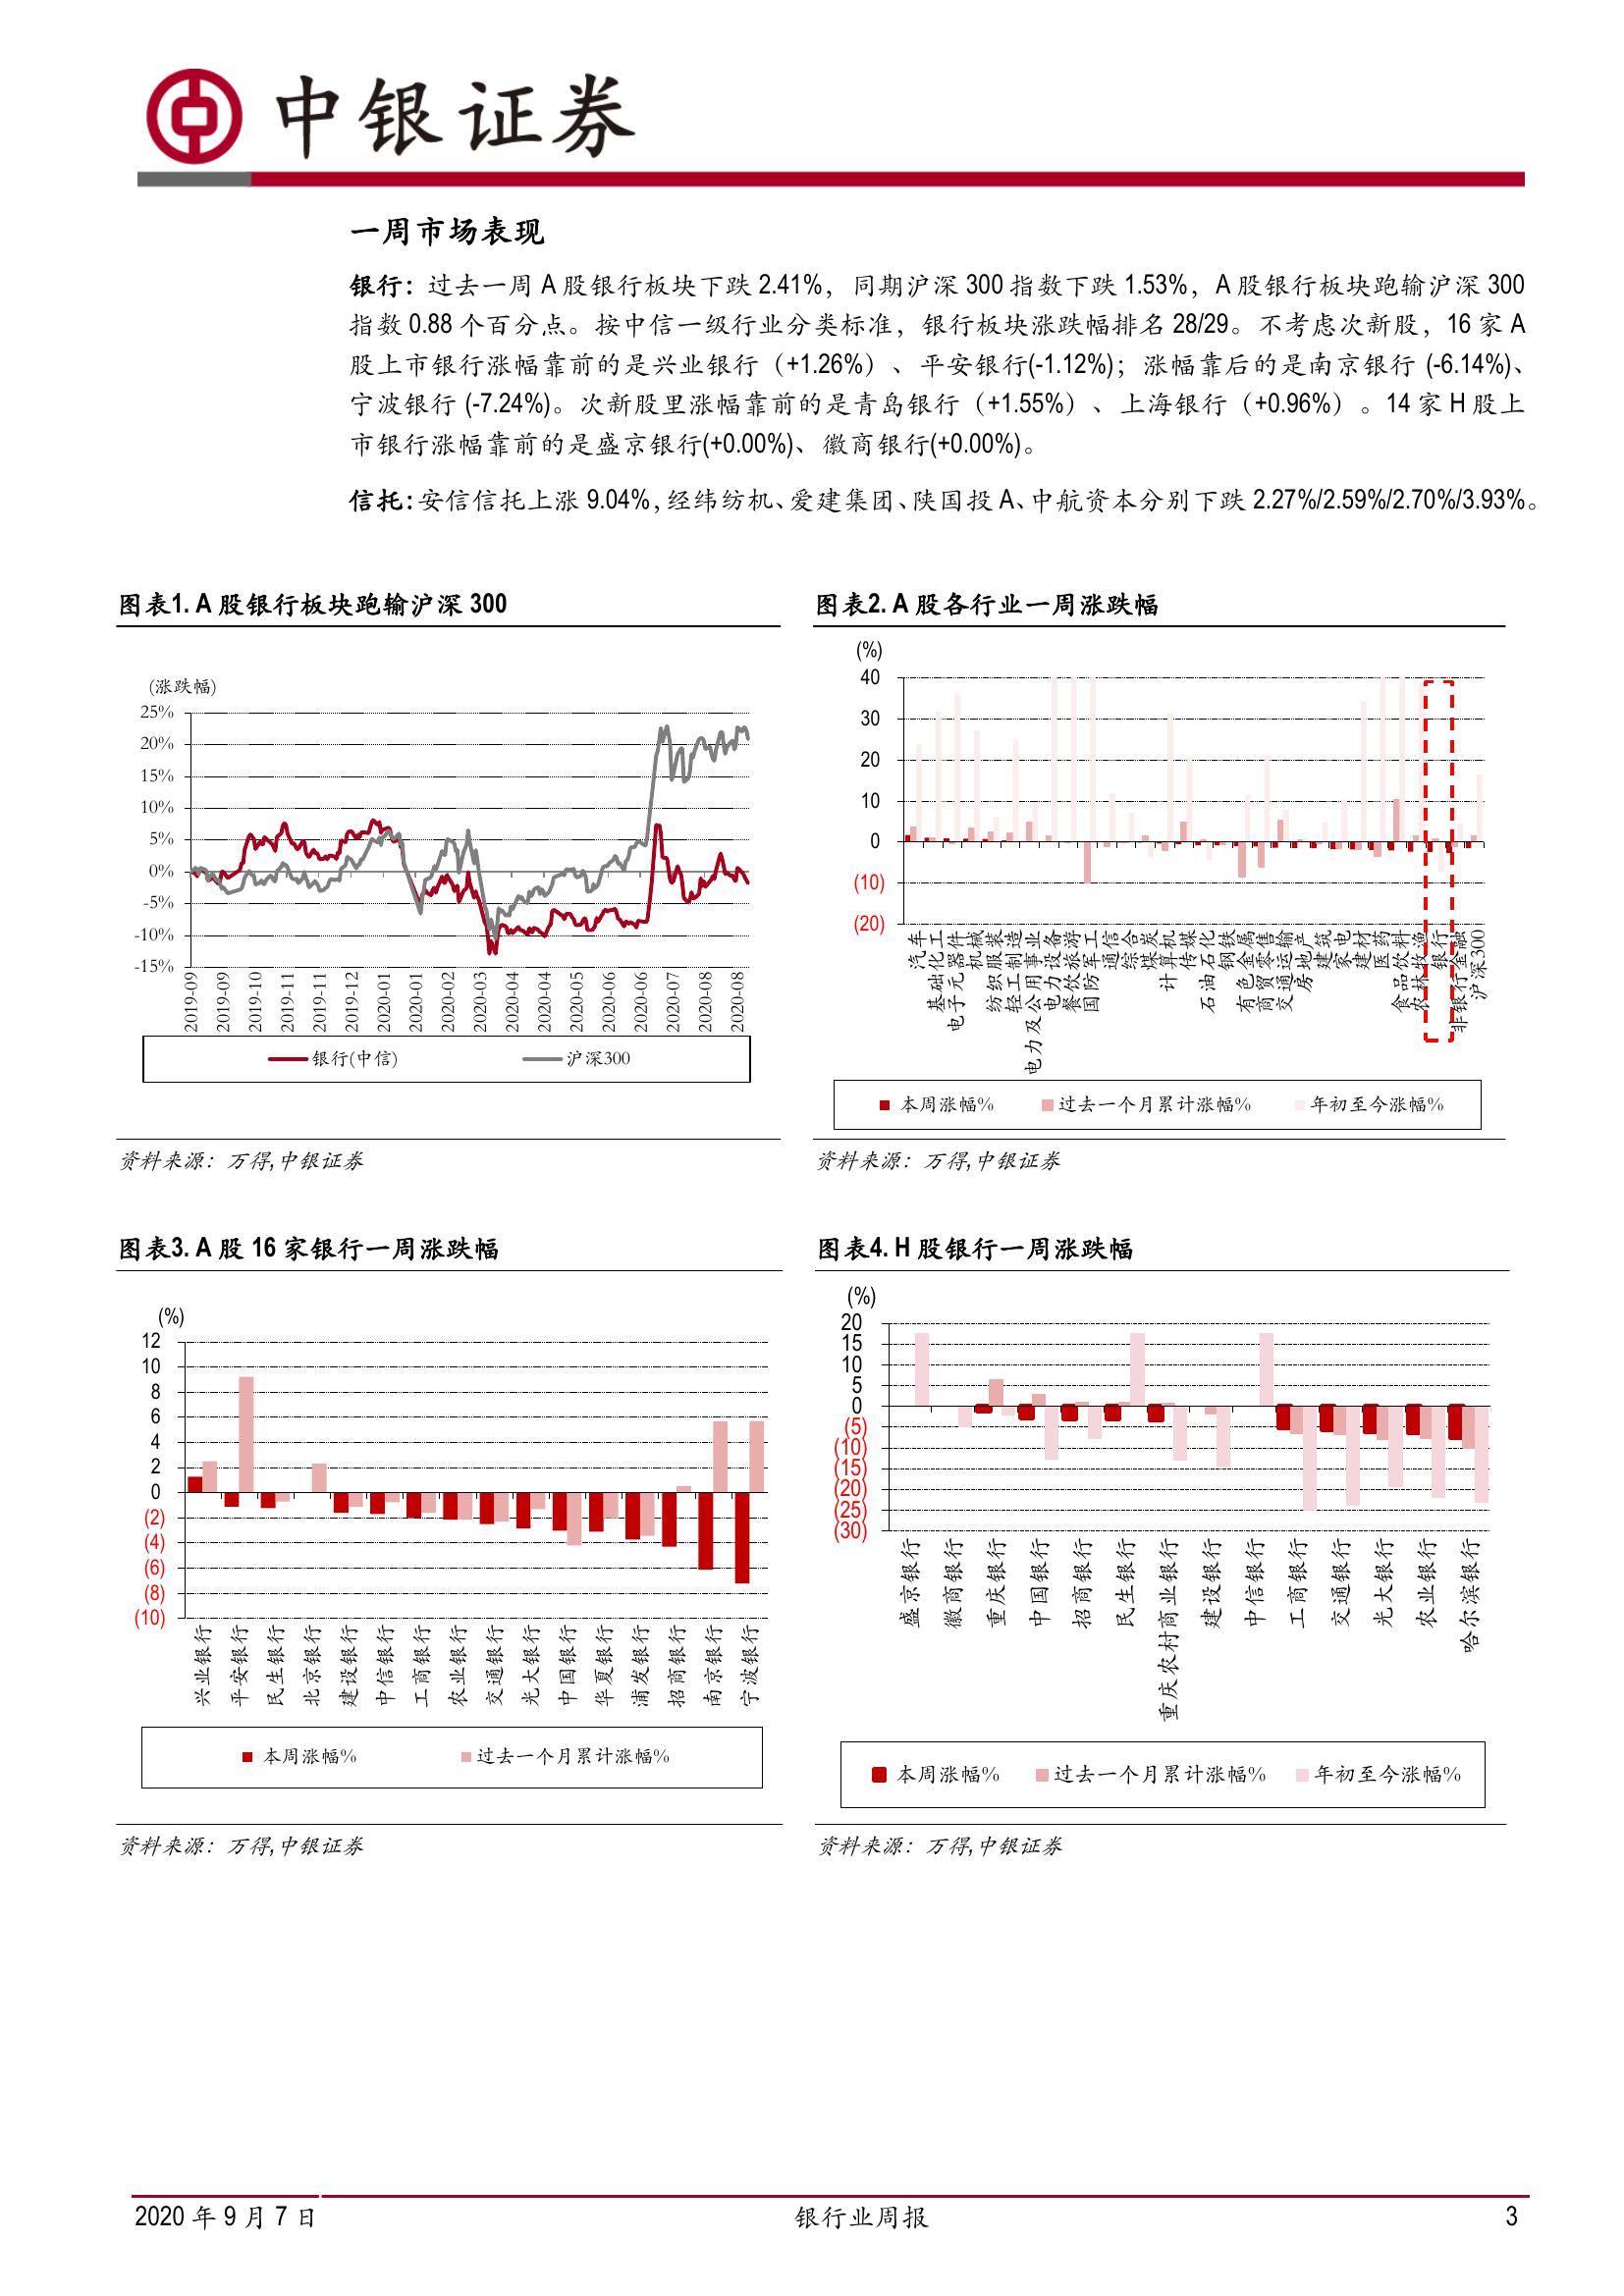 中银证券
一周市场表现
银行：过去一周 A 股银行板块下跌 2.41%，同期沪深 300 指数下跌 1.53%，A 股银行板块跑输沪深 300
指数 0.88 个百分点。按中信一级行业分类标准，银行板块涨跌幅排名 28/29。不考虑次新股，16 家 A
股上市银行涨幅靠前的是兴业银行（+1.26%）、平安银行(-1.12%)；涨幅靠后的是南京银行 (-6.14%)、
宁波银行 (-7.24%)。次新股里涨幅靠前的是青岛银行（+1.55%）、上海银行（+0.96%）。14 家 H 股上
市银行涨幅靠前的是盛京银行(+0.00%)、徽商银行(+0.00%)。
信托：安信信托上涨 9.04%，经纬纺机、爱建集团、陕国投 A、中航资本分别下跌 2.27%/2.59%/2.70%/3.93%。
图表1. A 股银行板块跑输沪深 300
(涨跌幅)
25%
20%
15%
10%
5%
0%
-5%
-10%
-15%
2019-09
2019-09
2019-10
2019-11
2019-11
2019-12
2020-01
2020-01
2020-02
2020-03
2020-04
2020-04
2020-05
2020-06
2020-06
2020-07
2020-08
2020-08
银行(中信)
沪深300
资料来源：万得,中银证券
图表2. A 股各行业一周涨跌幅
(%)
40
30
20
10
0
(10)
(20)
汽车
基础化工
电子元器件
机械
纺织服装
轻工制造
电力及公用事业
电力设备
餐饮旅游
国防军工
通信
综合
煤炭
计算机
传媒
石油石化
钢铁
有色金属
商贸零售
交通运输
房地产
建筑
家电
建材
医药
食品饮料
农林牧渔
银行
非银行金融
沪深300
本周涨幅%
过去一个月累计涨幅%
年初至今涨幅%
资料来源：万得,中银证券
图表3. A 股 16 家银行一周涨跌幅
(%)
12
10
8
6
4
2
0
(2)
(4)
(6)
(8)
(10)
兴业银行
平安银行
民生银行
北京银行
建设银行
中信银行
工商银行
农业银行
交通银行
光大银行
中国银行
华夏银行
浦发银行
招商银行
南京银行
宁波银行
本周涨幅%
过去一个月累计涨幅%
资料来源：万得,中银证券
图表4. H 股银行一周涨跌幅
(%)
20
15
10
5
0
(5)
(10)
(15)
(20)
(25)
(30)
盛京银行
徽商银行
重庆银行
中国银行
招商银行
民生银行
重庆农村商业银行
建设银行
中信银行
工商银行
交通银行
光大银行
农业银行
哈尔滨银行
本周涨幅%
过去一个月累计涨幅%
年初至今涨幅%
资料来源：万得,中银证券
2020 年 9 月 7 日
银行业周报
3